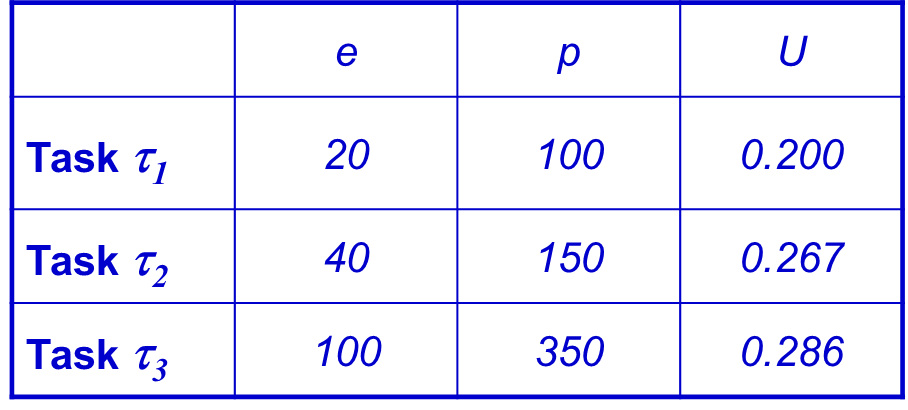 e p U
Task τ1 20 100 0.200
Task τ2 40 150 0.267
Task τ3 100 350 0.286